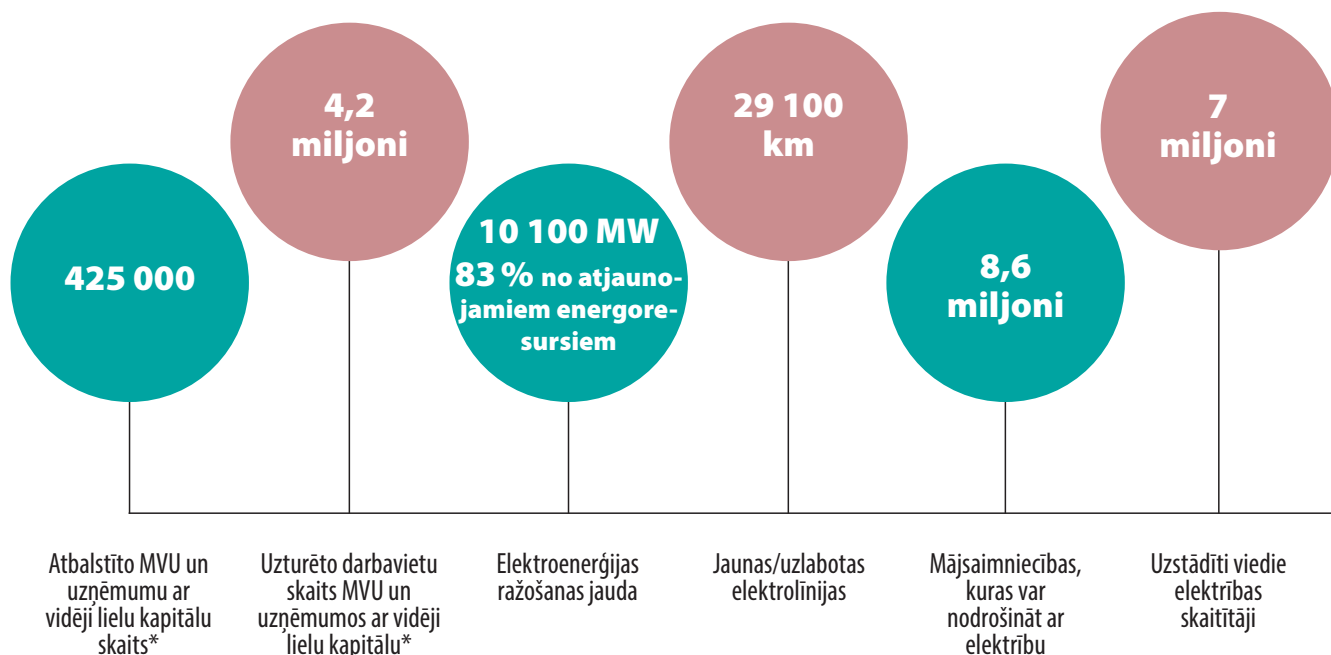 425 000
4,2
miljoni
10 100 MW
83 % no atjauno-
jamiem energore-
sursiem
29 100
km
8,6
miljoni
7
miljoni
Atbalstīto MVU un
uzņēmumu ar
vidēji lielu kapitālu
skaits*
Uzturēto darbavietu
skaits MVU un
uzņēmumos ar vidēji
lielu kapitālu*
Elektroenerģijas
ražošanas jauda
Jaunas/uzlabotas
elektrolīnijas
Mājsaimniecības,
kuras var
nodrošināt ar
elektrību
Uzstādīti viedie
elektrības
skaitītāji